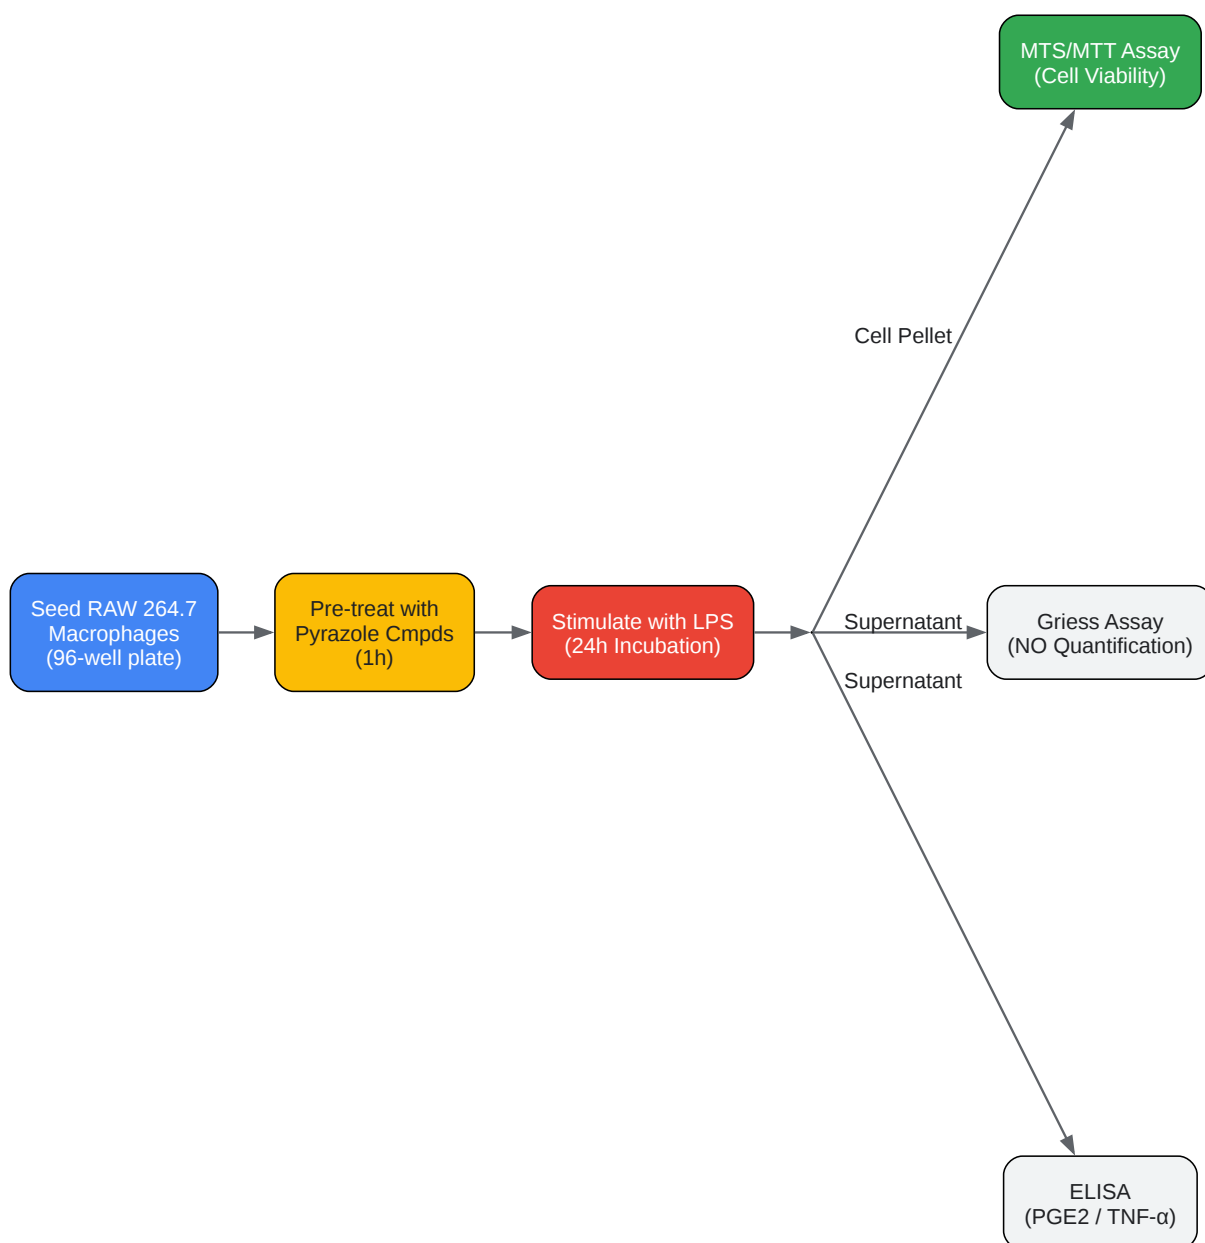 MTS/MTT Assay
(Cell Viability)
Cell Pellet
Seed RAW 264.7
Macrophages
(96-well plate)
Pre-treat with
Pyrazole Cmpds
(1h)
Stimulate with LPS
(24h Incubation)
Supernatant
Griess Assay
(NO Quantification)
Supernatant
ELISA
(PGE2 / TNF-α)